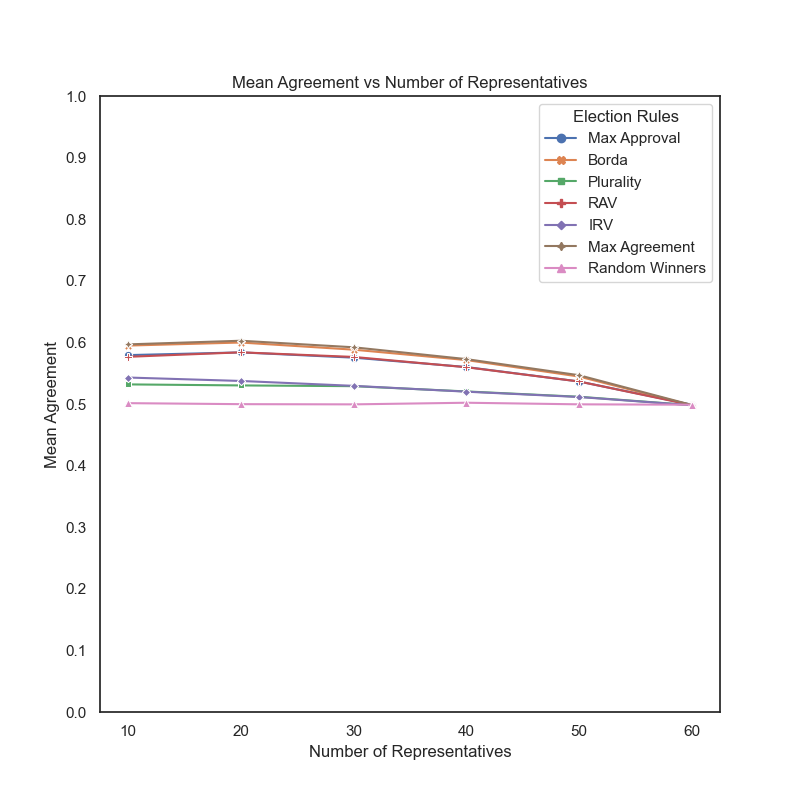 Mean Agreement vs Number of Representatives
Mean Agreement
1.0
0.9
0.8
0.7
0.6
0.5
0.4
0.3
0.2
0.1
0.0
Election Rules
Max Approval
Borda
Plurality
RAV
IRV
Max Agreement
Random Winners
10 20 30 40 50 60
Number of Representatives